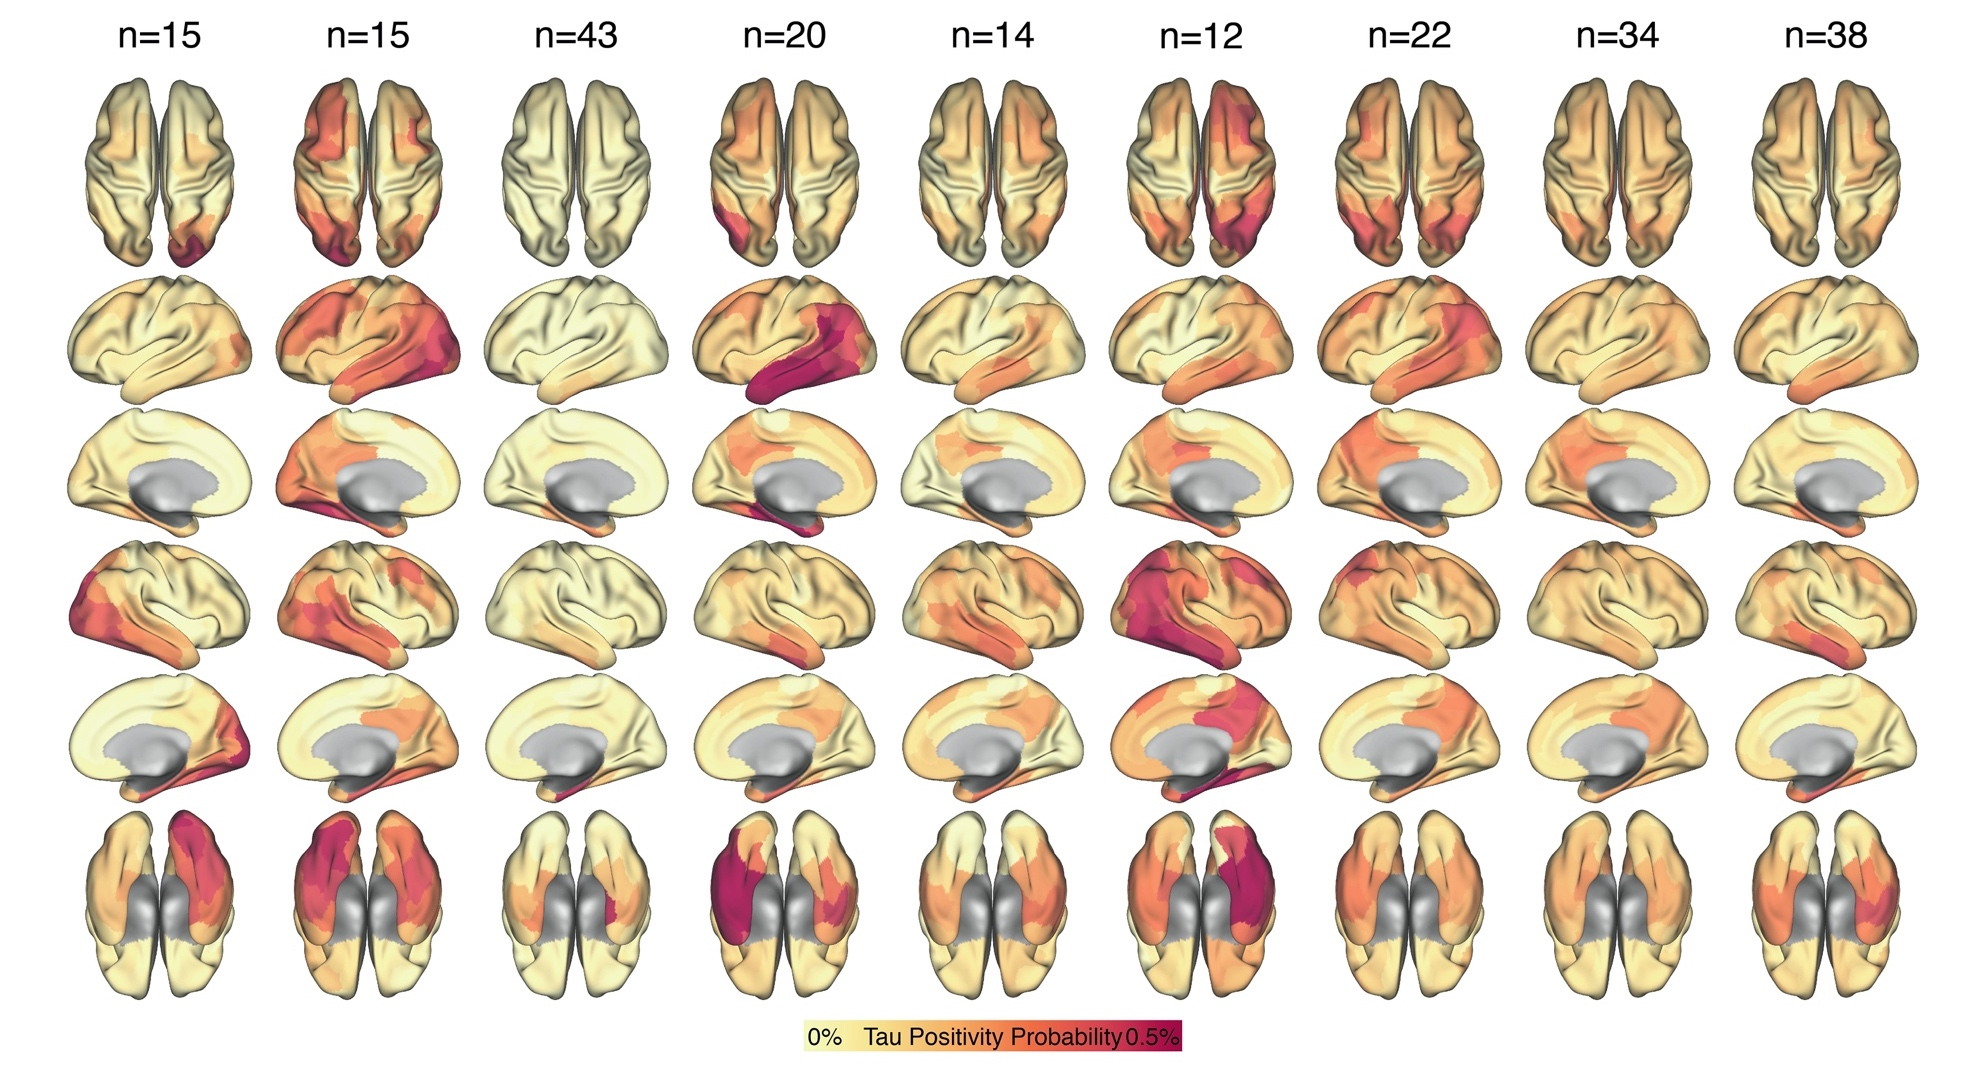 n=15 n=15 n=43 n=20 n=14 n=12 n=22 n=34 n=38
0% Tau Positivity Probability 0.5%